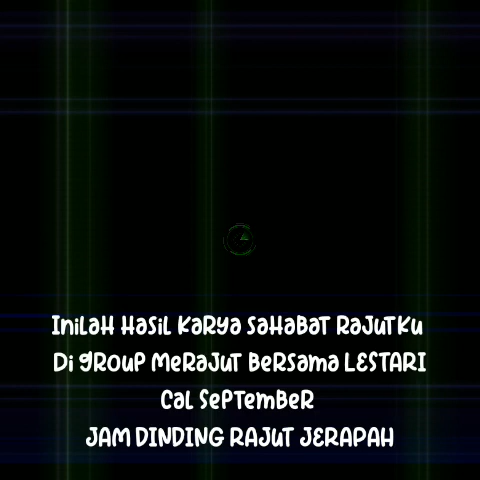 Inilah Hasil Karya Sahabat Rajutku
Di Group Merajut Bersama LESTARI
Cal September
JAM DINDING RAJUT JERAPAH